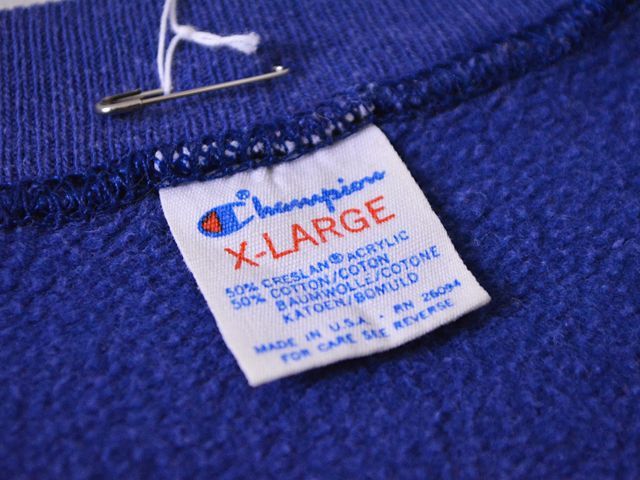 Champion®
X-LARGE
50% CRESLAN® ACRYLIC
50% COTTON/COTON
BAUMWOLLE/COTONE
KATOEN/BOMULD
MADE IN U.S.A. - RN 26094
FOR CARE SEE REVERSE